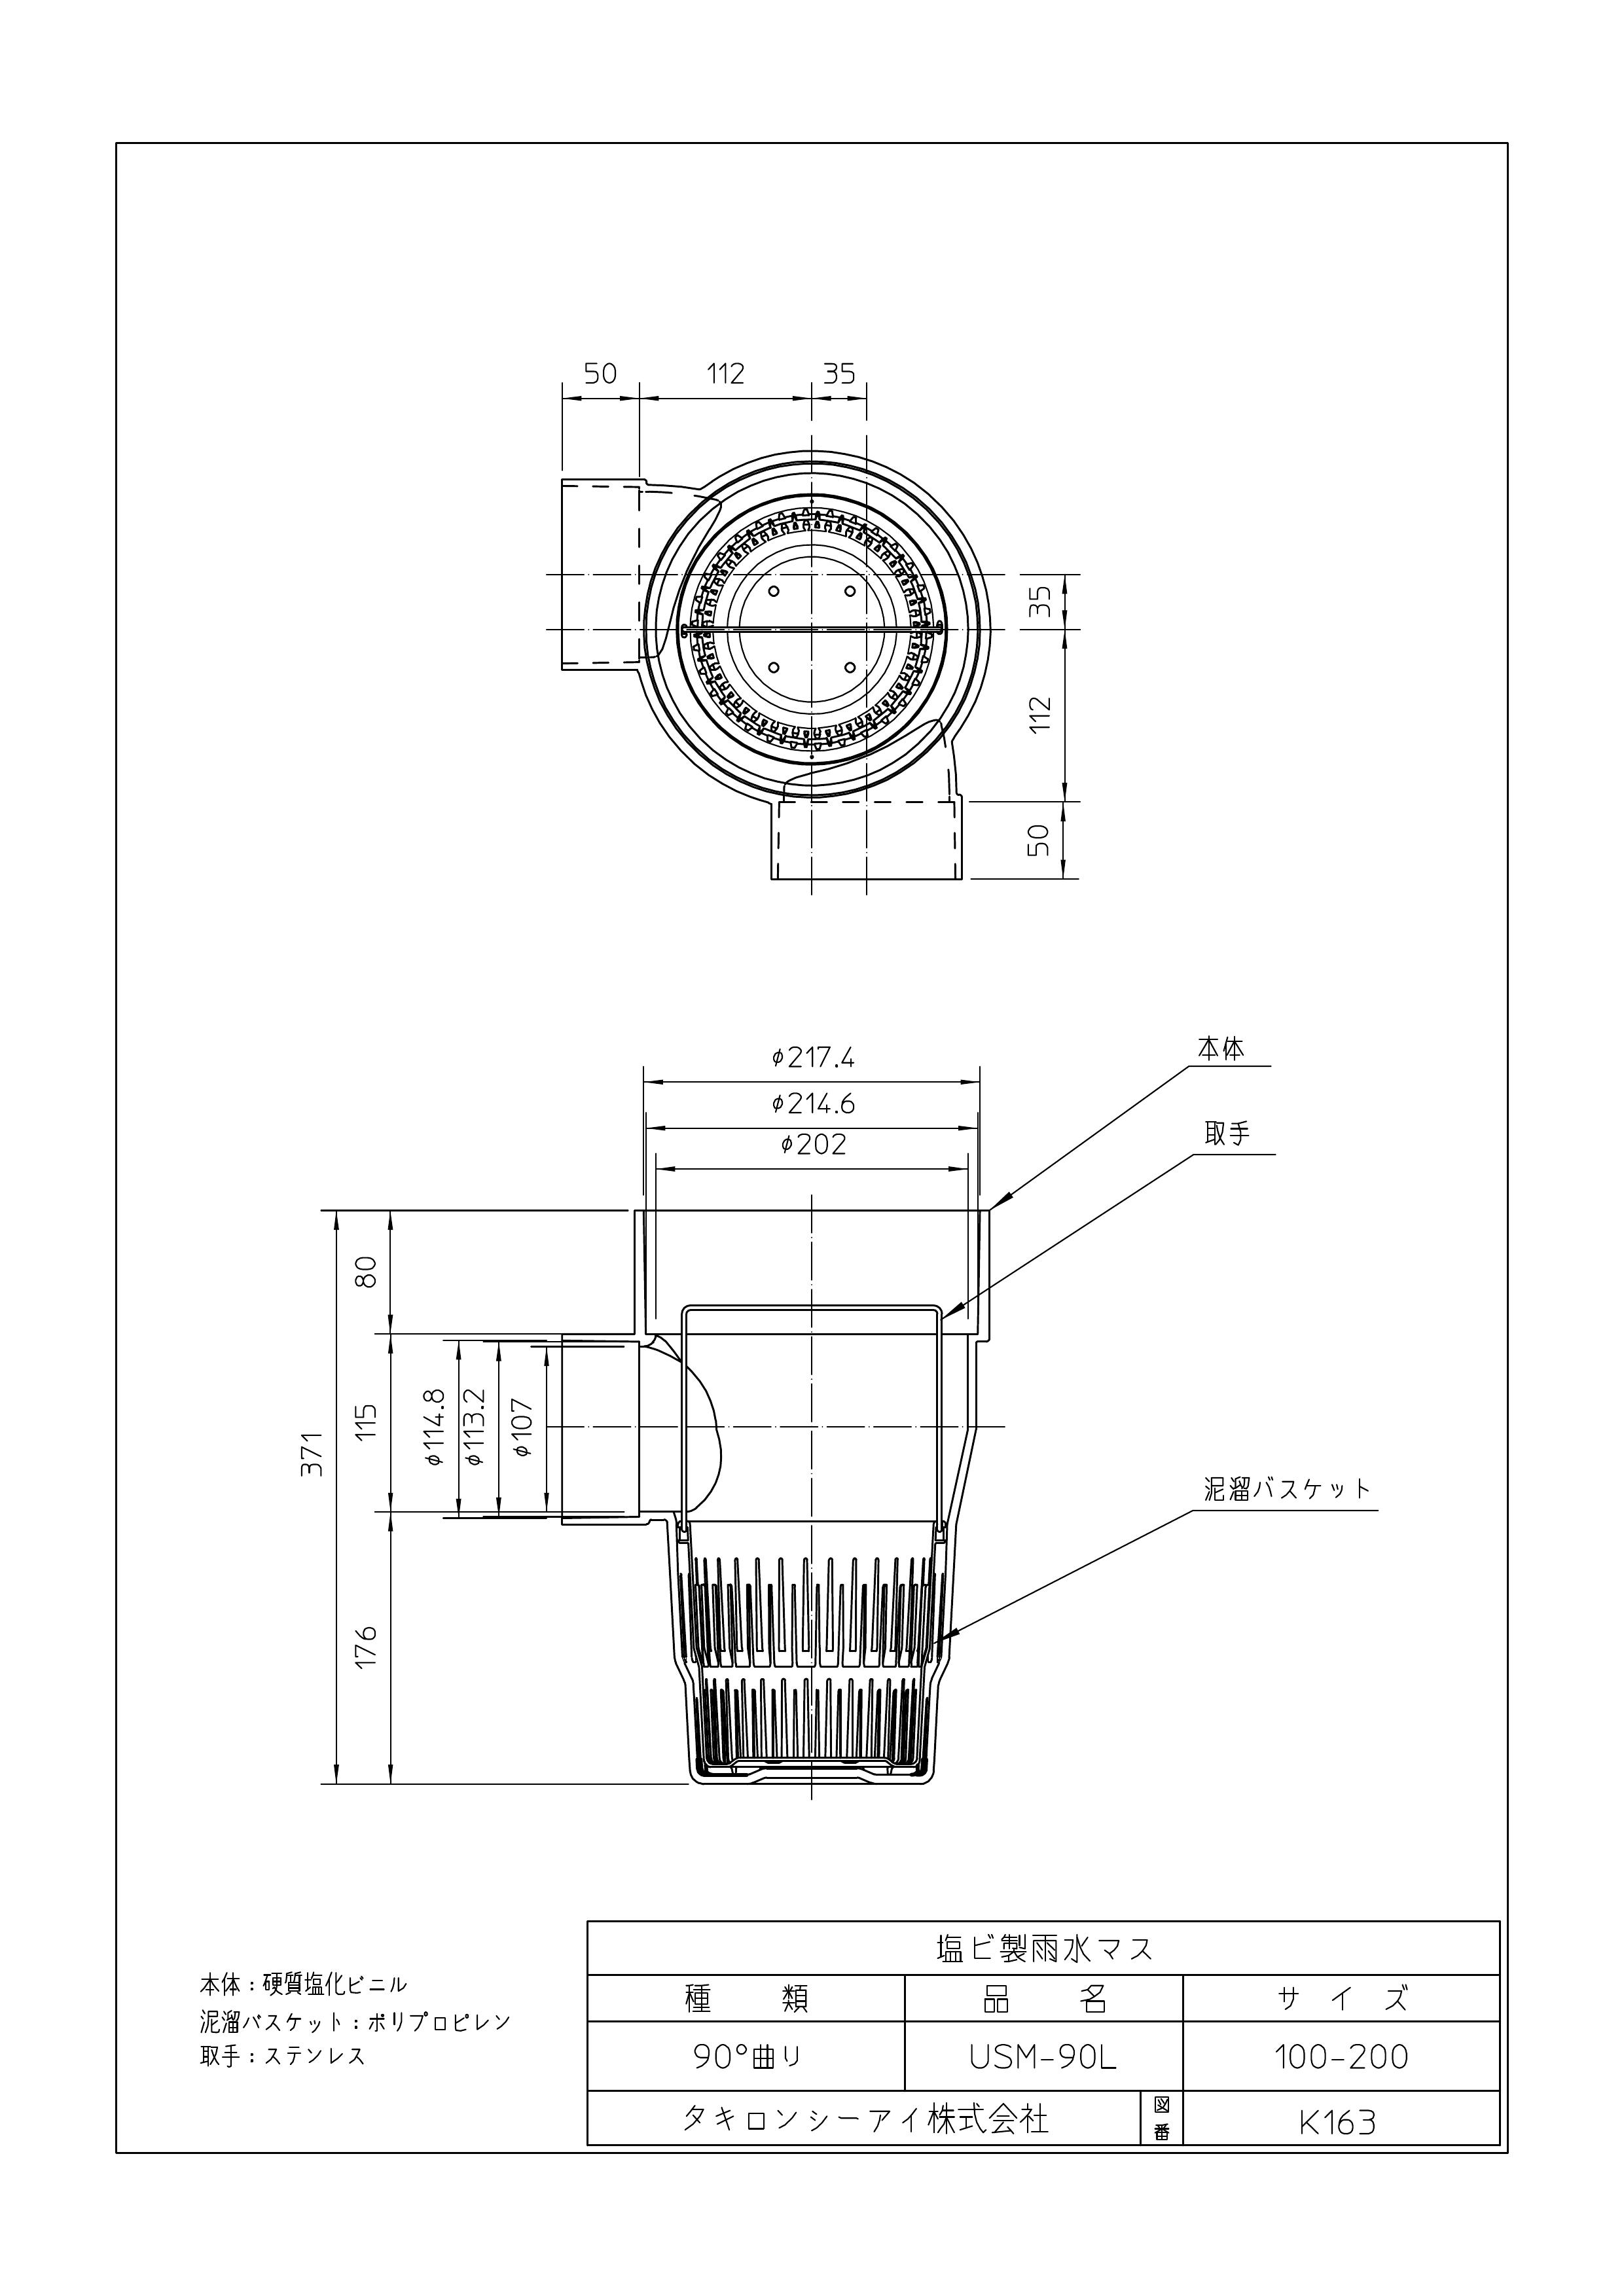 50 112 35
35
112
50
φ217.4
φ214.6
φ202
本体
取手
泥溜バスケット
80
115
176
371
φ114.8
φ113.2
φ107
本体：硬質塩化ビニル
泥溜バスケット：ポリプロピレン
取手：ステンレス
塩ビ製雨水マス
種類 品名 サイズ
90°曲り USM-90L 100-200
タキロンシーアイ株式会社 図番 K163